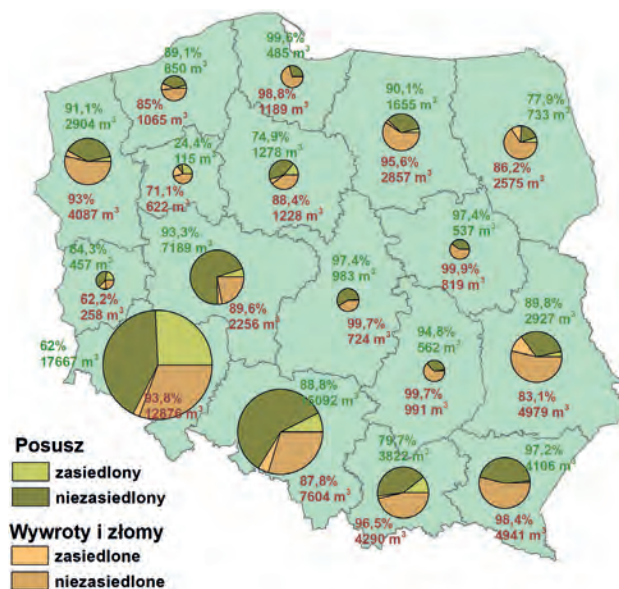 99,6%
485 m³
98,8%
1189 m³
89,1%
850 m³
85%
1065 m³
90,1%
1655 m³
95,6%
2857 m³
77,9%
733 m³
86,2%
2575 m³
91,1%
2904 m³
93%
4087 m³
24,4%
115 m³
71,1%
622 m³
74,9%
1278 m³
88,4%
1228 m³
97,4%
537 m³
99,9%
819 m³
93,3%
7189 m³
89,6%
2256 m³
97,4%
983 m³
99,7%
724 m³
457 m³
62,2%
258 m³
62%
17667 m³
93,8%
12876 m³
94,8%
562 m³
99,7%
991 m³
89,8%
2927 m³
83,1%
4979 m³
88,8%
87,8%
7604 m³
79,7%
3822 m³
96,5%
4290 m³
97,2%
4106 m³
98,4%
4941 m³
Posusz
zasiedlony
niezasiedlony
Wywroty i złomy
zasiedlone
niezasiedlone